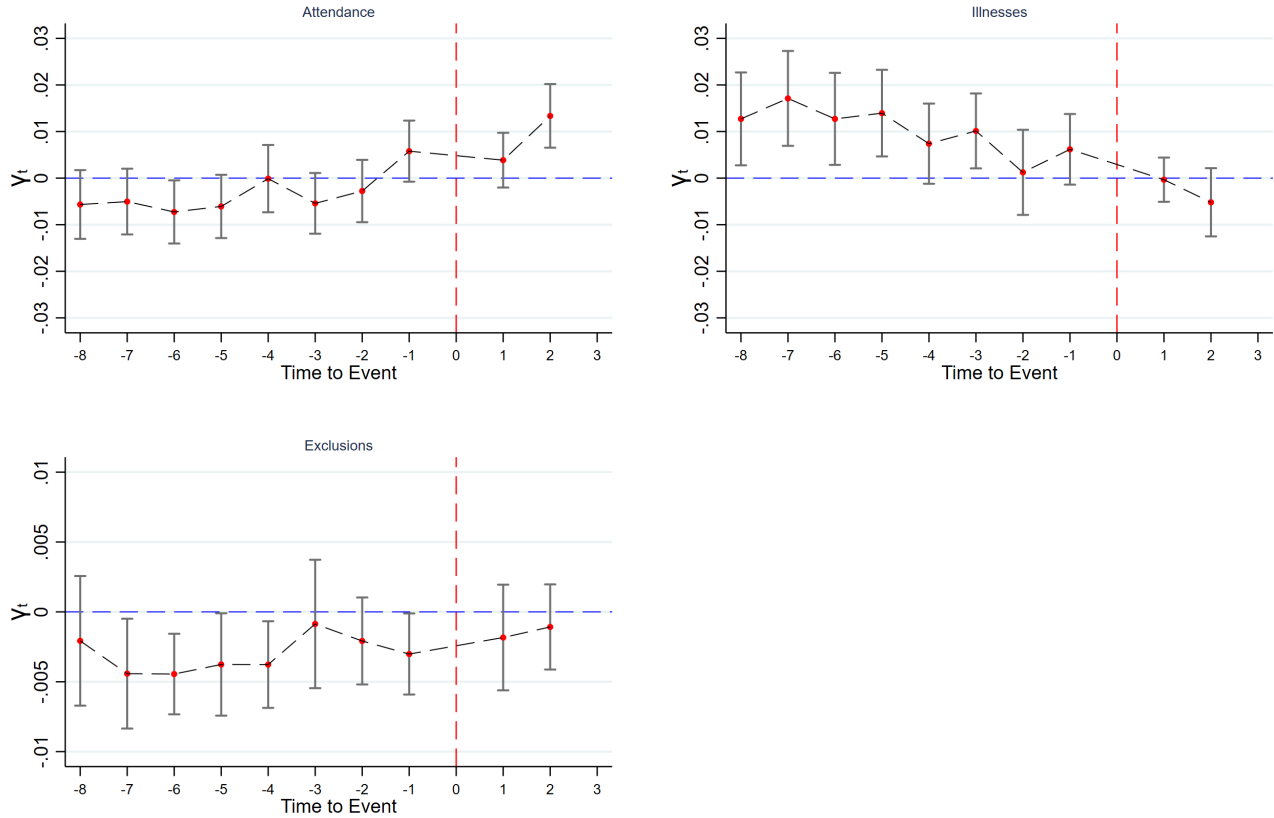 Attendance
.03
.02
.01
0
-.01
-.02
-.03
γt
-8 -7 -6 -5 -4 -3 -2 -1 0 1 2 3
Time to Event
Illnesses
.03
.02
.01
0
-.01
-.02
-.03
γt
-8 -7 -6 -5 -4 -3 -2 -1 0 1 2 3
Time to Event
Exclusions
.01
.005
0
-.005
-.01
γt
-8 -7 -6 -5 -4 -3 -2 -1 0 1 2 3
Time to Event